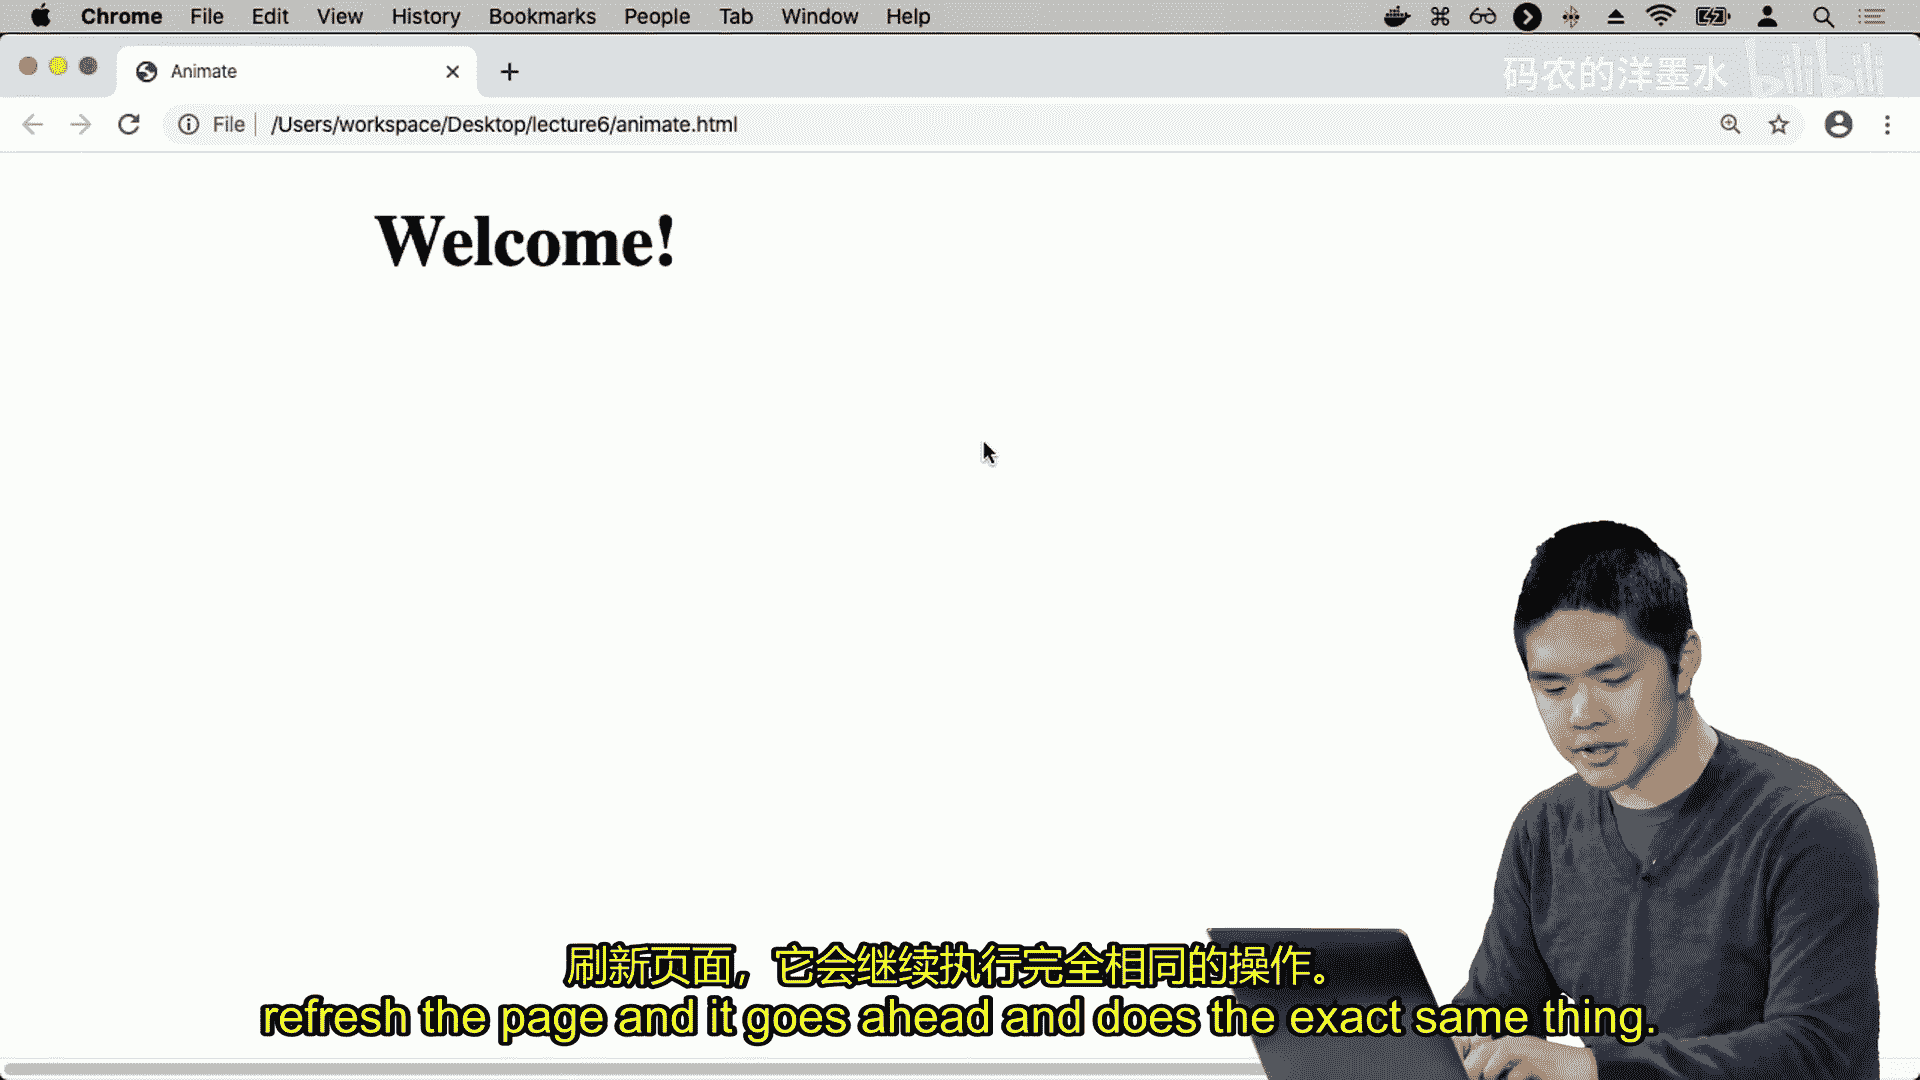 Chrome File Edit View History Bookmarks People Tab Window Help
Animate
码农的洋墨水 bilibili
File /Users/workspace/Desktop/lecture6/animate.html
Welcome!
刷新页面，它会继续执行完全相同的操作。
refresh the page and it goes ahead and does the exact same thing.